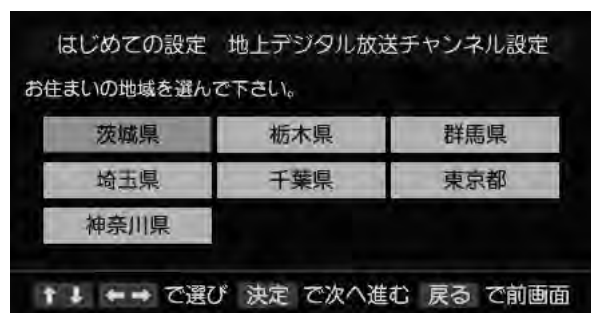 はじめての設定 地上デジタル放送チャンネル設定
お住まいの地域を選んで下さい。
茨城県 栃木県 群馬県
埼玉県 千葉県 東京都
神奈川県
↑ ↓ ←→ で選び 決定 で次へ進む 戻る で前画面